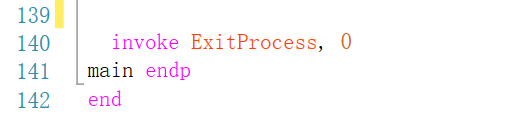 139
140 invoke ExitProcess, 0
141 main endp
142 end